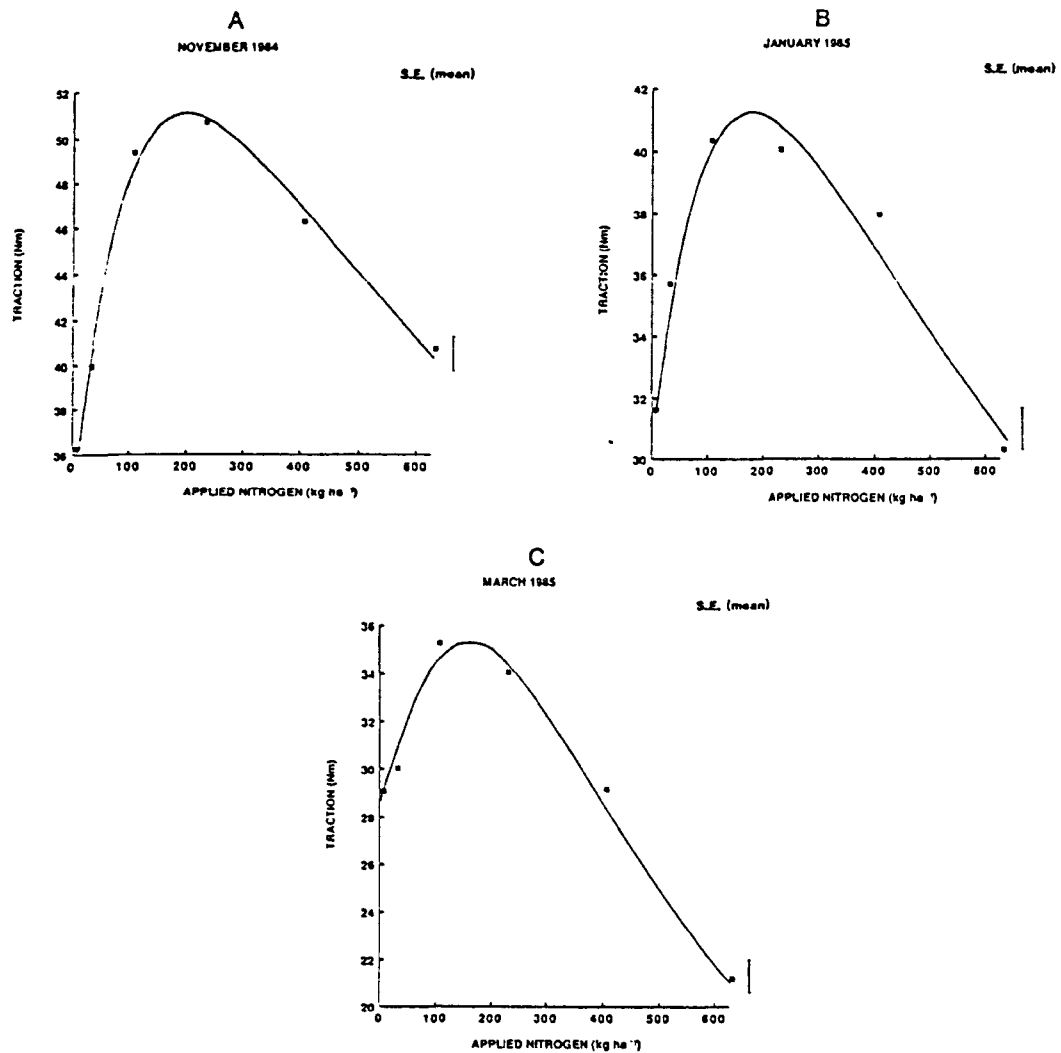 A
NOVEMBER 1984
S.E. (mean)
52
50
48
46
44
42
40
38
36
TRACTION (Nm)
0 100 200 300 400 500 600
APPLIED NITROGEN (kg ha⁻¹)
B
JANUARY 1985
S.E. (mean)
42
40
38
36
34
32
30
TRACTION (Nm)
0 100 200 300 400 500 600
APPLIED NITROGEN (kg ha⁻¹)
C
MARCH 1985
S.E. (mean)
36
34
32
30
28
26
24
22
20
TRACTION (Nm)
0 100 200 300 400 500 600
APPLIED NITROGEN (kg ha⁻¹)